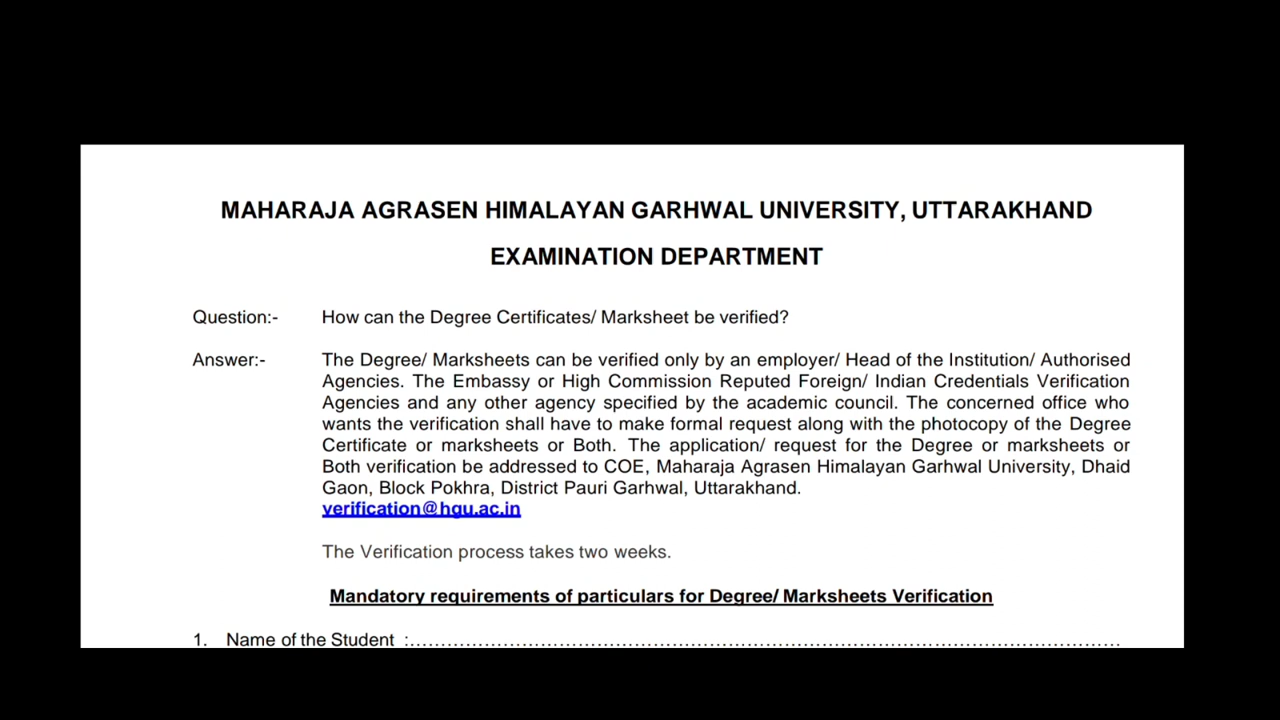 MAHARAJA AGRASEN HIMALAYAN GARHWAL UNIVERSITY, UTTARAKHAND
EXAMINATION DEPARTMENT
Question:- How can the Degree Certificates/ Marksheet be verified?
Answer:- The Degree/ Marksheets can be verified only by an employer/ Head of the Institution/ Authorised
Agencies. The Embassy or High Commission Reputed Foreign/ Indian Credentials Verification
Agencies and any other agency specified by the academic council. The concerned office who
wants the verification shall have to make formal request along with the photocopy of the Degree
Certificate or marksheets or Both. The application/ request for the Degree or marksheets or
Both verification be addressed to COE, Maharaja Agrasen Himalayan Garhwal University, Dhaid
Gaon, Block Pokhra, District Pauri Garhwal, Uttarakhand.
verification@hgu.ac.in
The Verification process takes two weeks.
Mandatory requirements of particulars for Degree/ Marksheets Verification
1. Name of the Student :……………………………………………………………………………………………